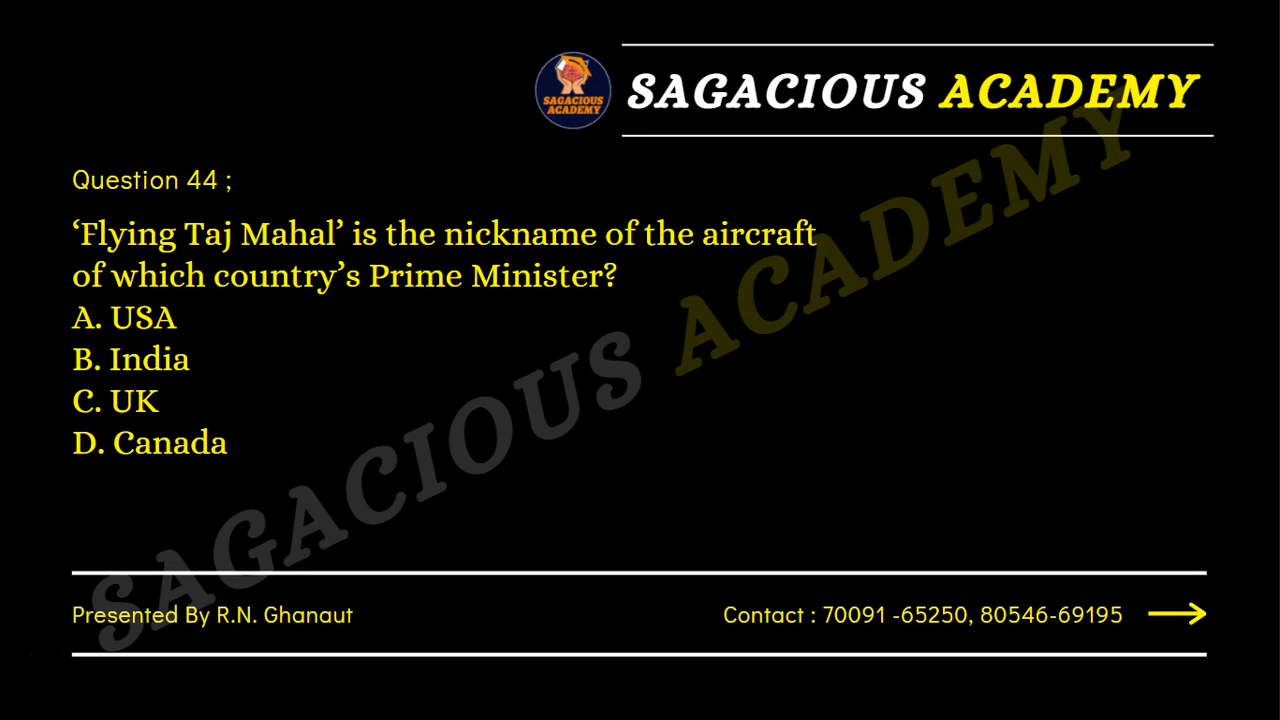 SAGACIOUS ACADEMY
SAGACIOUS
ACADEMY
Question 44 ;
‘Flying Taj Mahal’ is the nickname of the aircraft
of which country’s Prime Minister?
A. USA
B. India
C. UK
D. Canada
SAGACIOUS ACADEMY
Presented By R.N. Ghanaut
Contact : 70091 -65250, 80546-69195